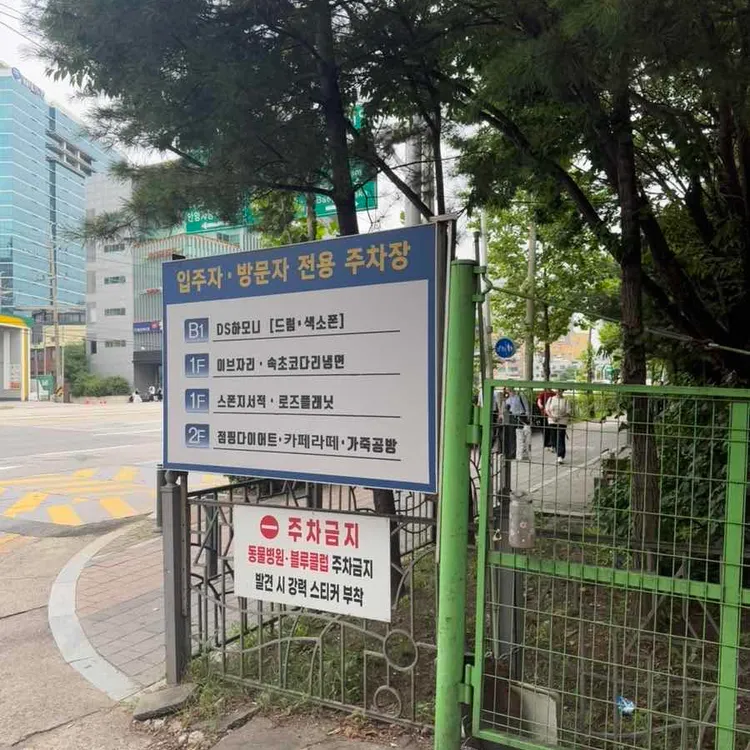 입주자·방문자 전용 주차장
B1 DS하모니 [드럼·색소폰]
1F 이브자리·속초코다리냉면
1F 스폰지서적·로즈플래닛
2F 점핑다이어트·카페라떼·가죽공방
주차금지
동물병원·블루클럽 주차금지
발견 시 강력 스티커 부착